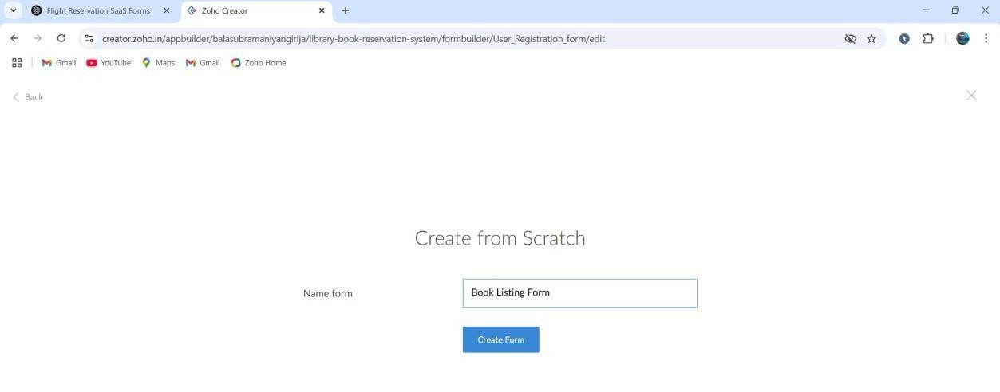 Flight Reservation SaaS Forms
Zoho Creator
creator.zoho.in/appbuilder/balasubramaniyangirija/library-book-reservation-system/formbuilder/User_Registration_form/edit
Gmail YouTube Maps Gmail Zoho Home
Back
Create from Scratch
Name form Book Listing Form
Create Form